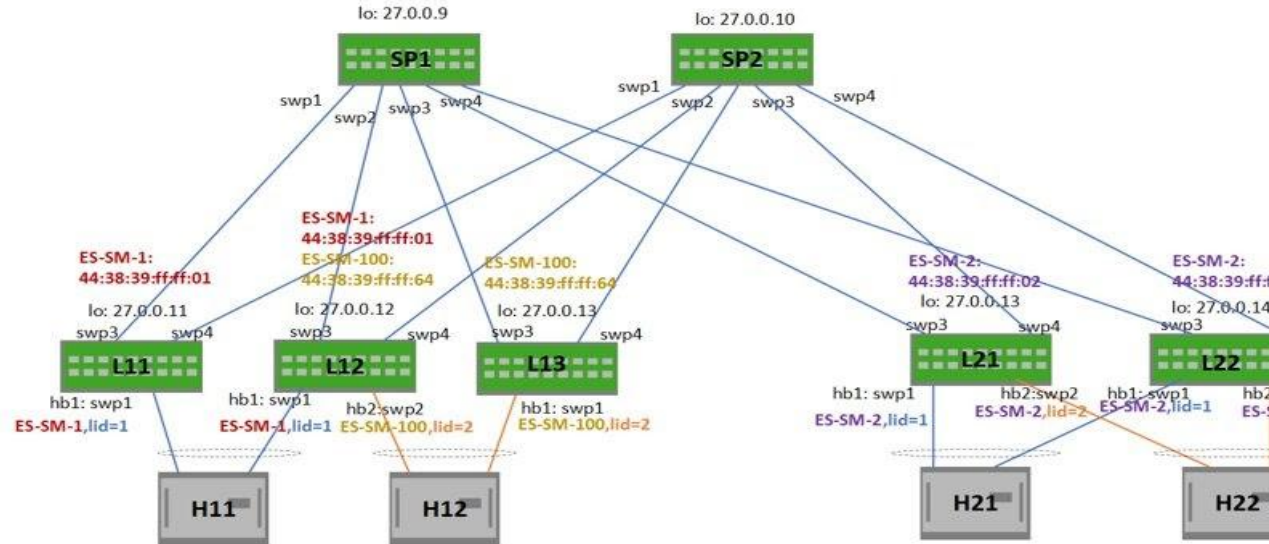 lo: 27.0.0.9
lo: 27.0.0.10
SP1
SP2
swp1
swp2
swp3
swp4
swp1
swp2
swp3
swp4
ES-SM-1:
44:38:39:ff:ff:01
ES-SM-1:
44:38:39:ff:ff:01
ES-SM-100:
44:38:39:ff:ff:64
ES-SM-100:
44:38:39:ff:ff:64
ES-SM-2:
44:38:39:ff:ff:02
ES-SM-2:
44:38:39:ff:f
lo: 27.0.0.11
lo: 27.0.0.12
lo: 27.0.0.13
lo: 27.0.0.13
lo: 27.0.0.14
swp3
swp4
swp3
swp4
swp3
swp4
swp3
swp4
swp3
L11
L12
L13
L21
L22
hb1: swp1
ES-SM-1,lid=1
hb1: swp1
ES-SM-1,lid=1
hb2:swp2
ES-SM-100,lid=2
hb1: swp1
ES-SM-100,lid=2
hb1: swp1
ES-SM-2,lid=1
hb2:swp2
ES-SM-2,lid=2
hb1: swp1
ES-SM-2,lid=1
H11
H12
H21
H22